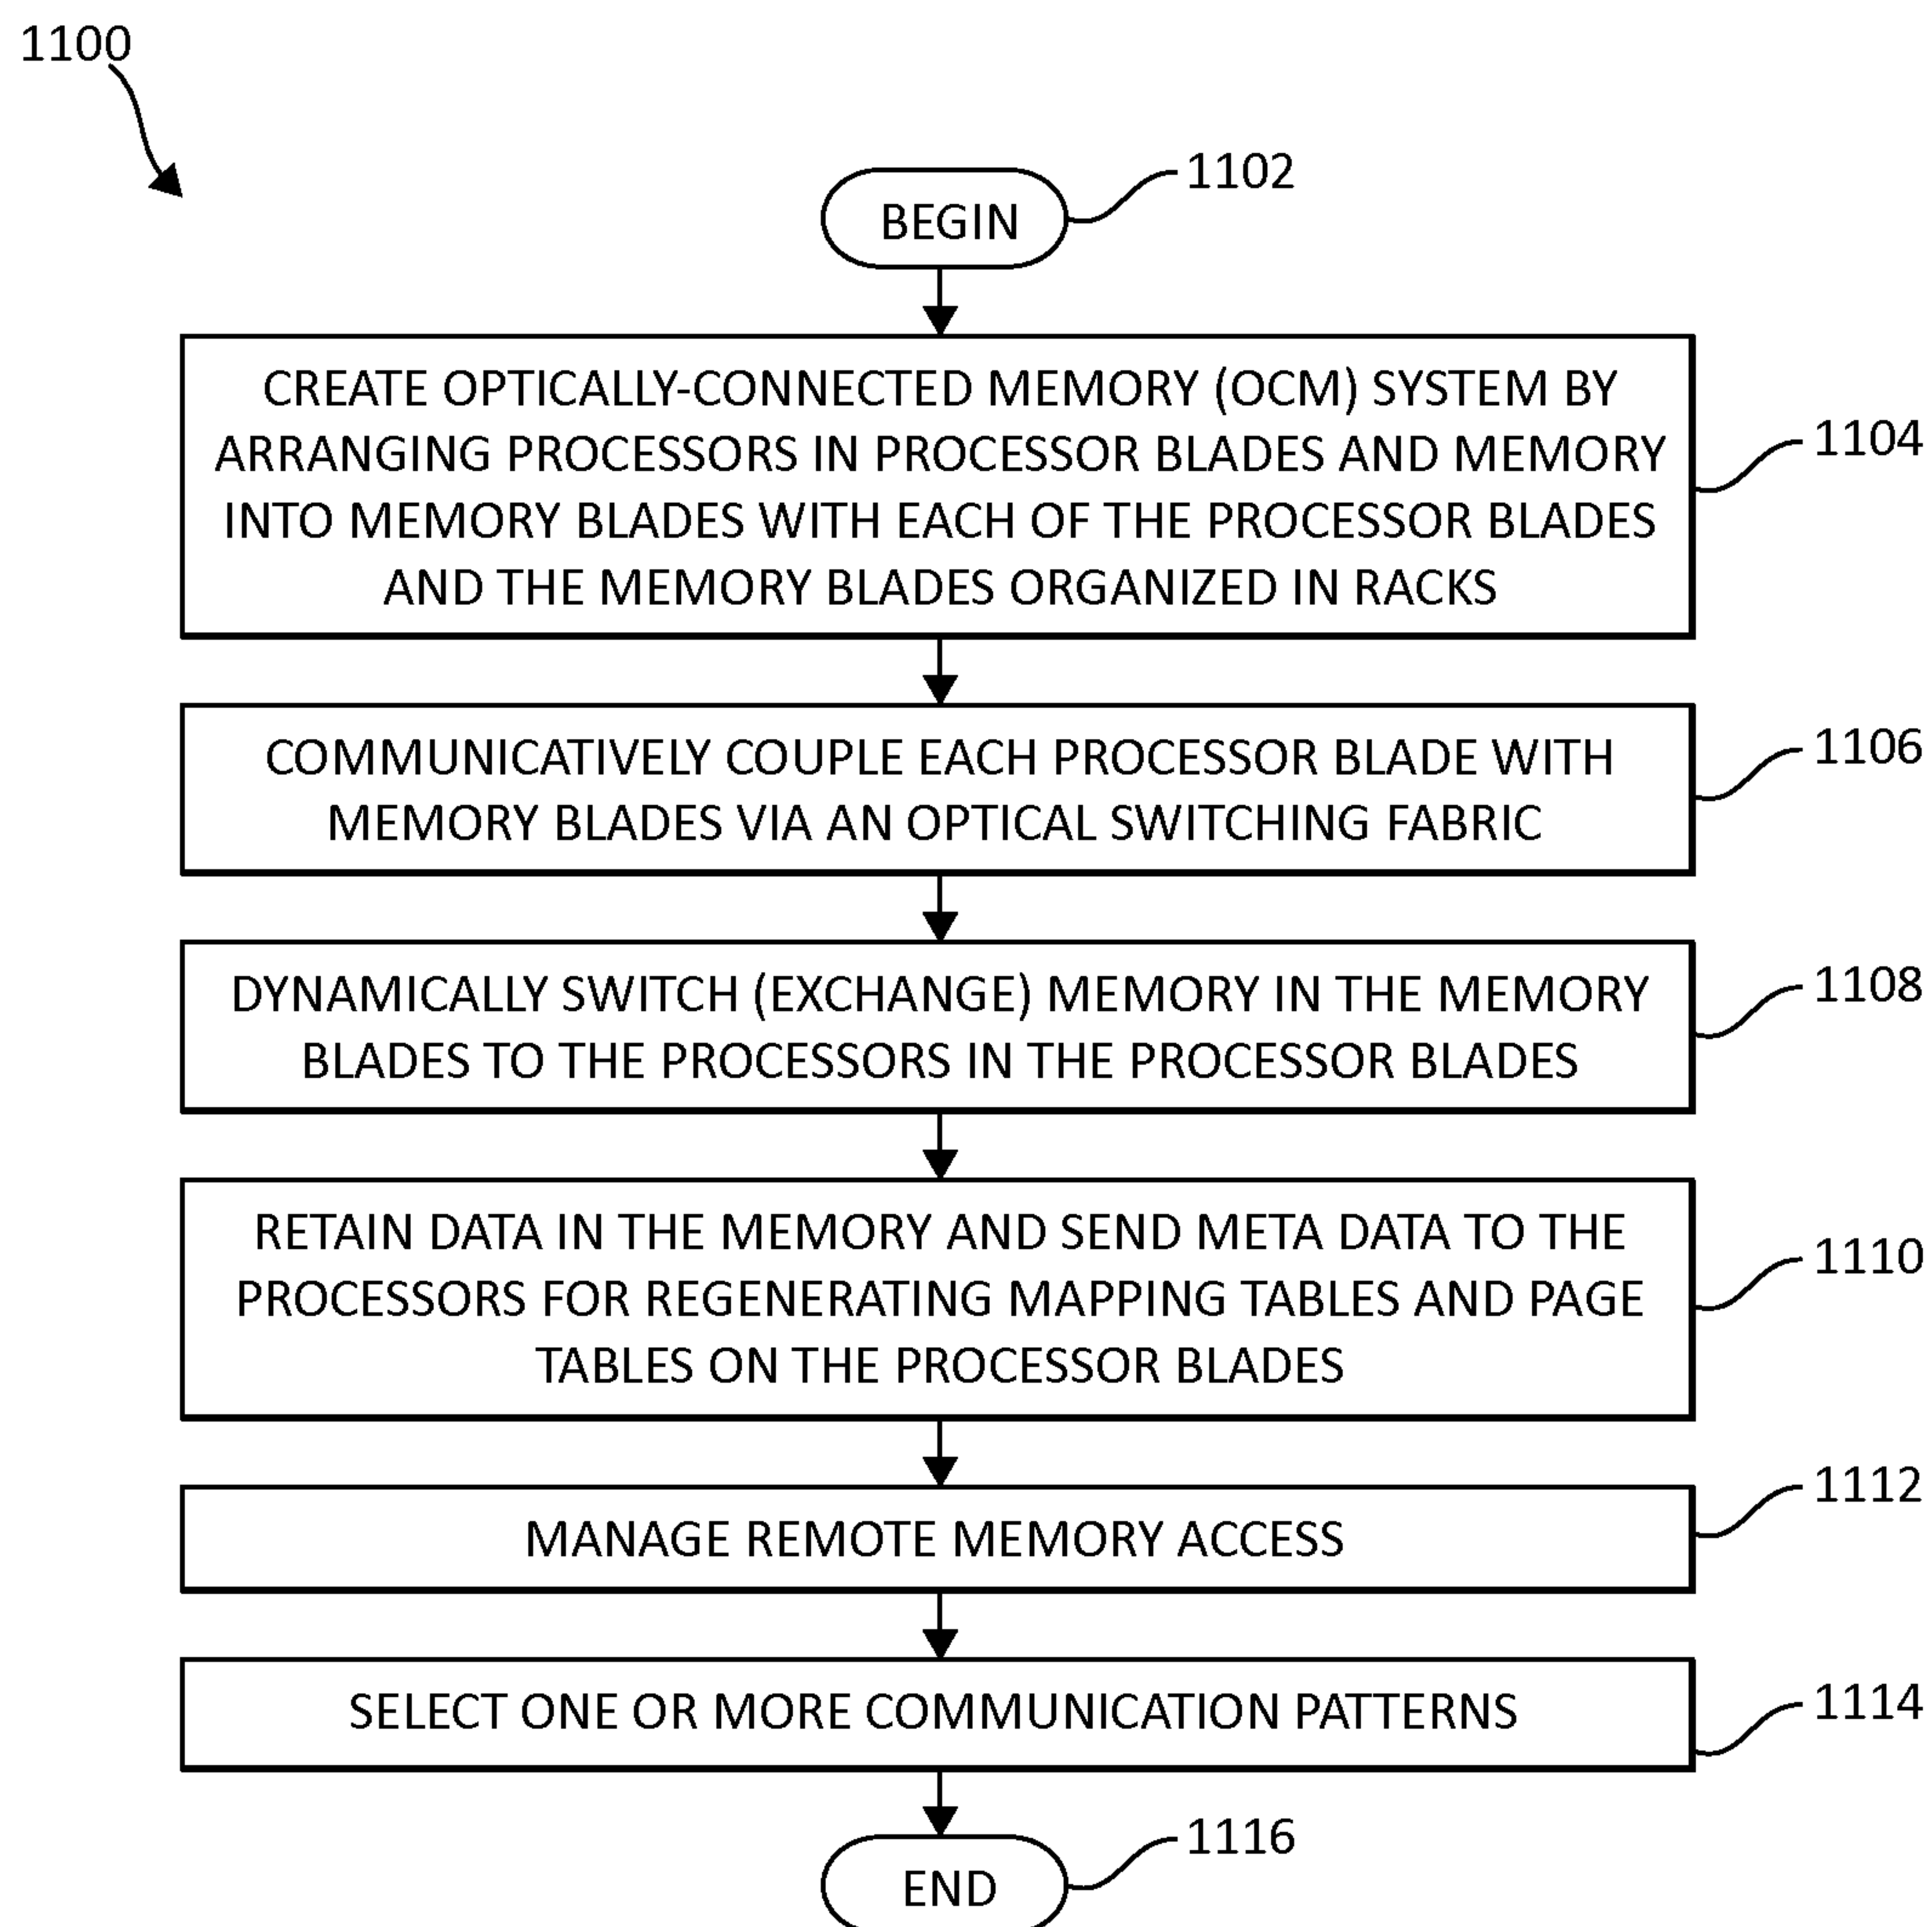 1100
1102
BEGIN
CREATE OPTICALLY-CONNECTED MEMORY (OCM) SYSTEM BY
ARRANGING PROCESSORS IN PROCESSOR BLADES AND MEMORY
INTO MEMORY BLADES WITH EACH OF THE PROCESSOR BLADES
AND THE MEMORY BLADES ORGANIZED IN RACKS
1104
COMMUNICATIVELY COUPLE EACH PROCESSOR BLADE WITH
MEMORY BLADES VIA AN OPTICAL SWITCHING FABRIC
1106
DYNAMICALLY SWITCH (EXCHANGE) MEMORY IN THE MEMORY
BLADES TO THE PROCESSORS IN THE PROCESSOR BLADES
1108
RETAIN DATA IN THE MEMORY AND SEND META DATA TO THE
PROCESSORS FOR REGENERATING MAPPING TABLES AND PAGE
TABLES ON THE PROCESSOR BLADES
1110
MANAGE REMOTE MEMORY ACCESS
1112
SELECT ONE OR MORE COMMUNICATION PATTERNS
1114
END
1116